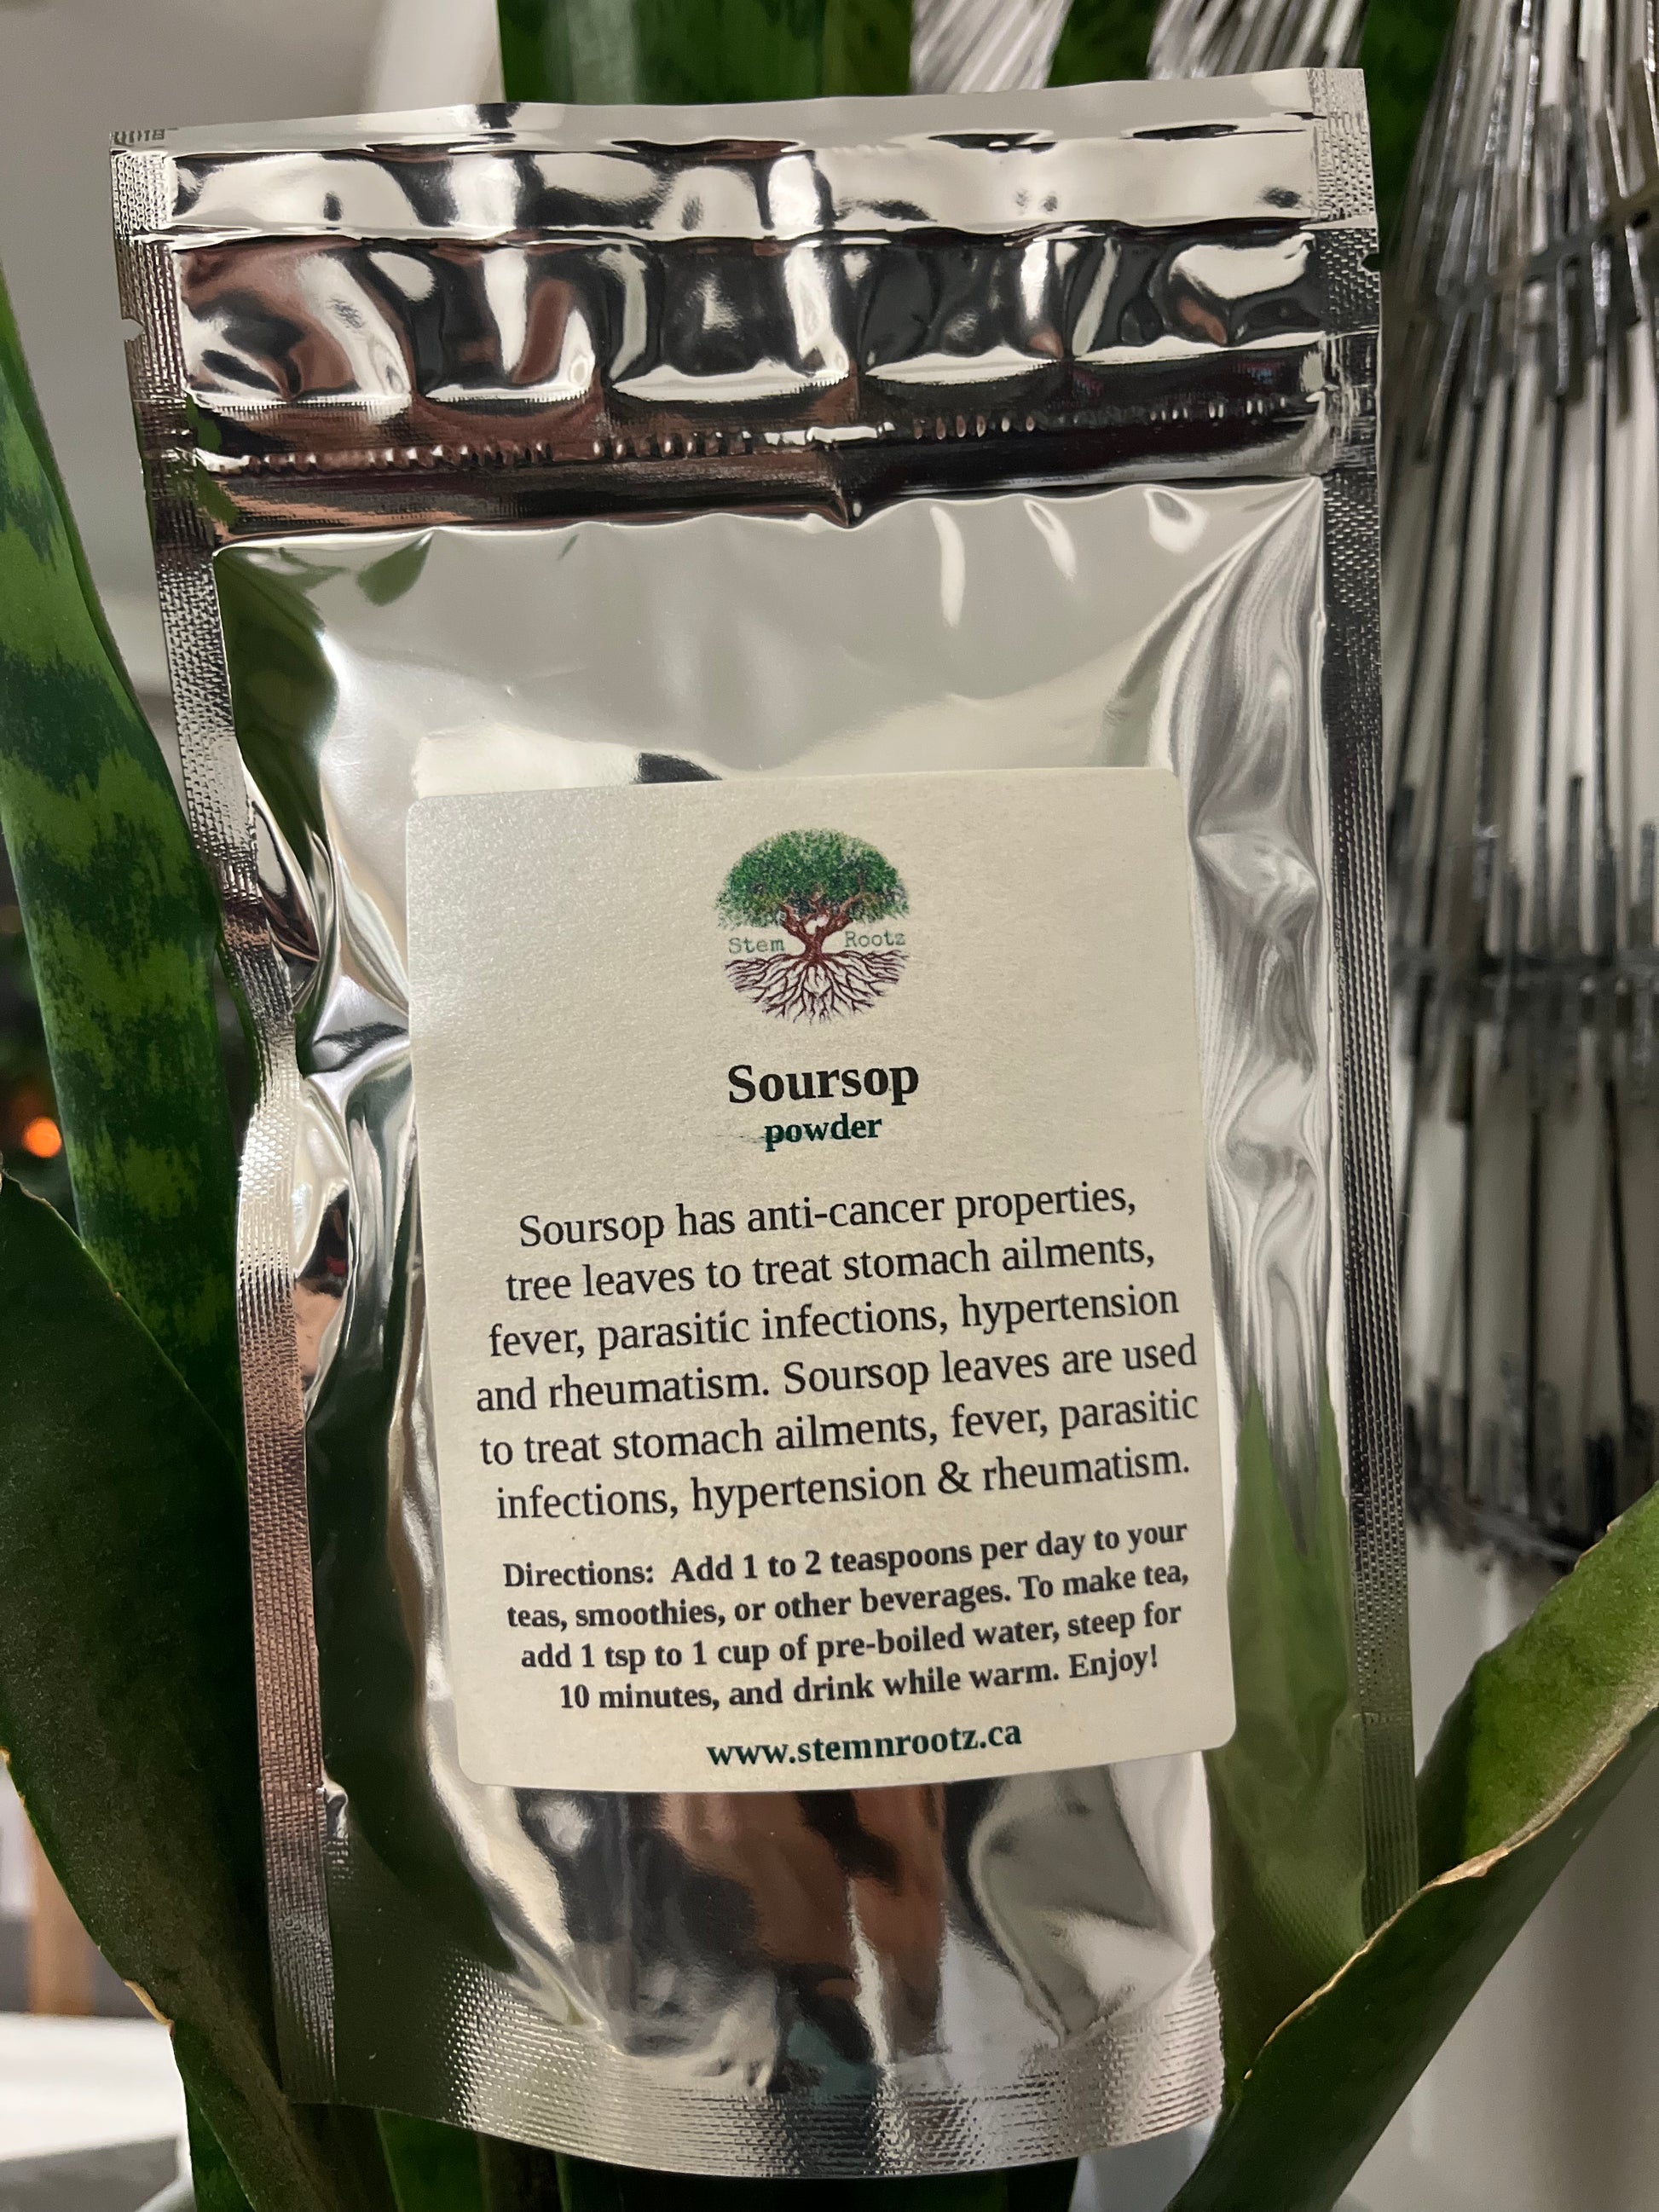 Stem Rootz
Soursop
powder
Soursop has anti-cancer properties,
tree leaves to treat stomach ailments,
fever, parasitic infections, hypertension
and rheumatism. Soursop leaves are used
to treat stomach ailments, fever, parasitic
infections, hypertension & rheumatism.
Directions: Add 1 to 2 teaspoons per day to your
teas, smoothies, or other beverages. To make tea,
add 1 tsp to 1 cup of pre-boiled water, steep for
10 minutes, and drink while warm. Enjoy!
www.stemnrootz.ca